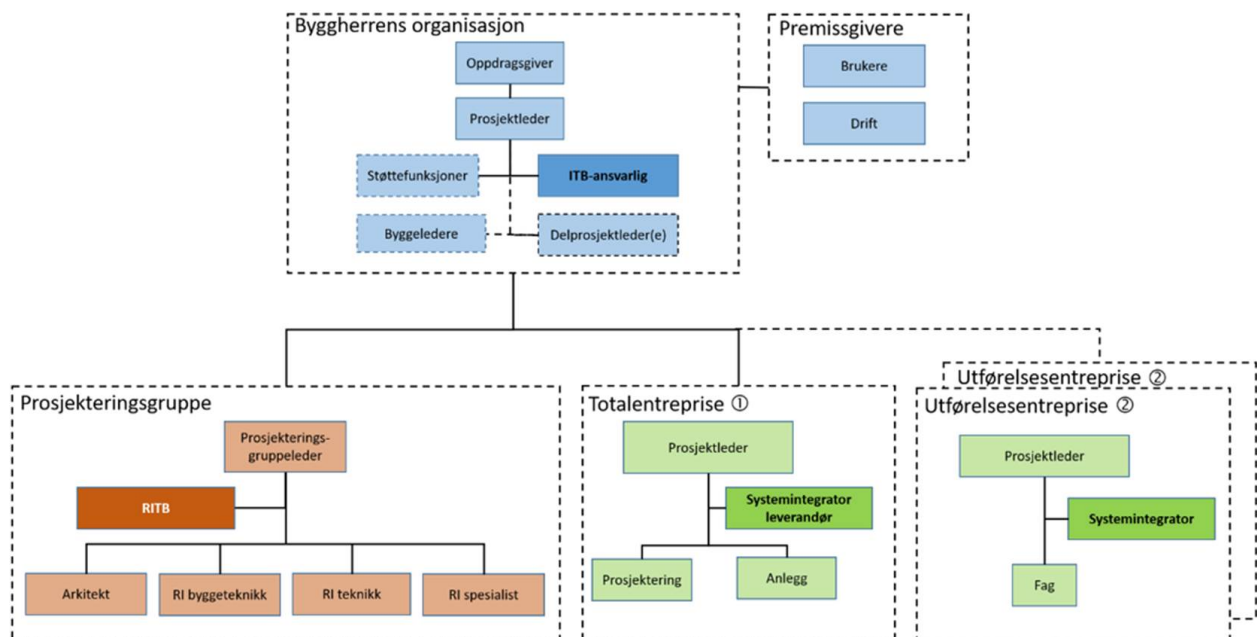 Byggherrens organisasjon
Oppdragsgiver
Prosjektleder
Støttefunksjoner
ITB-ansvarlig
Byggeledere
Delprosjektleder(e)
Premissgivere
Brukere
Drift
Prosjekteringsgruppe
Prosjekterings-
gruppeleder
RITB
Arkitekt
RI byggeteknikk
RI teknikk
RI spesialist
Totalentreprise ①
Prosjektleder
Systemintegrator
leverandør
Prosjektering
Anlegg
Utførelsesentreprise ②
Utførelsesentreprise ②
Prosjektleder
Systemintegrator
Fag